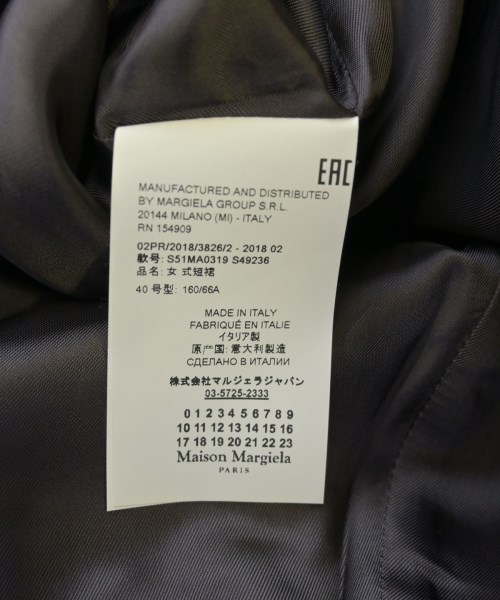 EAC
MANUFACTURED AND DISTRIBUTED
BY MARGIELA GROUP S.R.L.
20144 MILANO (MI) - ITALY
RN 154909
02PR/2018/3826/2 - 2018 02
款号: S51MA0319 S49236
品名: 女 式短裙
40 号型: 160/66A
MADE IN ITALY
FABRIQUÉ EN ITALIE
イタリア製
原产国: 意大利製造
СДЕЛАНО В ИТАЛИИ
株式会社マルジェラジャパン
03-5725-2333
0 1 2 3 4 5 6 7 8 9
10 11 12 13 14 15 16
17 18 19 20 21 22 23
Maison Margiela
PARIS